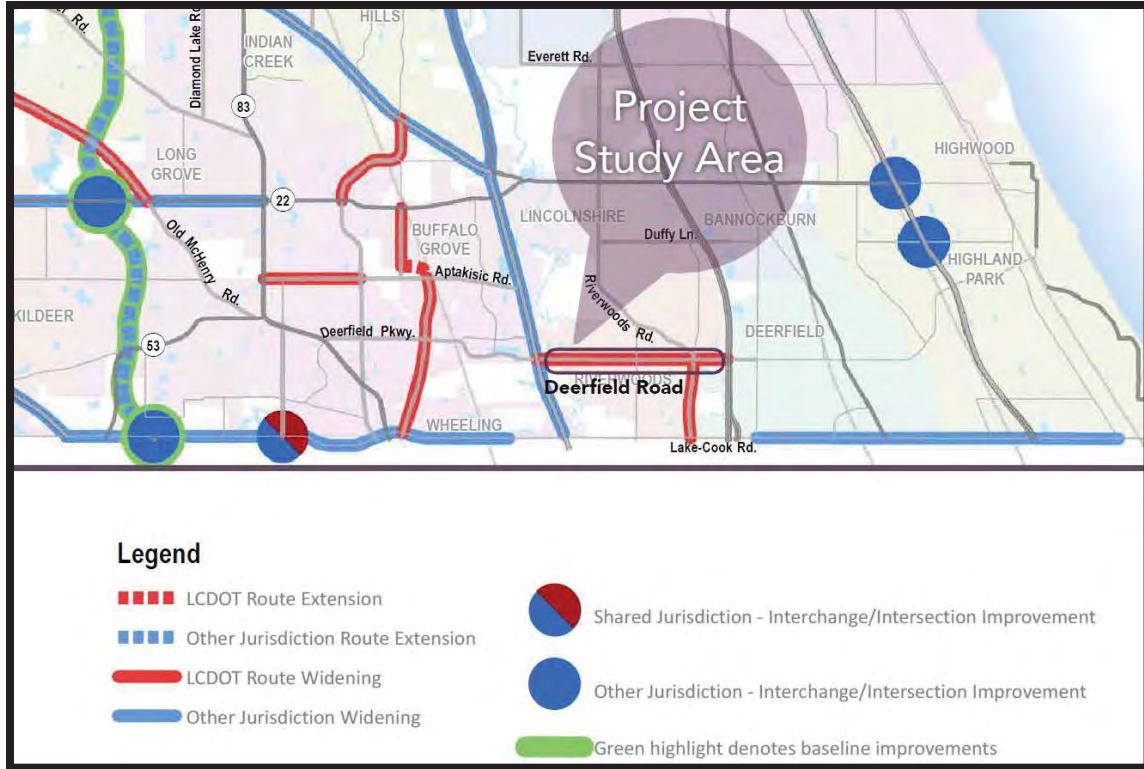 er Rd.
Diamond Lake Rd
HILLS
INDIAN
CREEK
Everett Rd.
83
Project
Study Area
LONG
GROVE
HIGHWOOD
22
LINCOLNSHIRE
BANNOCKBURN
BUFFALO
GROVE
Duffy Ln.
Old McHenry Rd.
Aptakisic Rd.
HIGHLAND
PARK
Riverwoods Rd.
KILDEER
53
Deerfield Pkwy.
DEERFIELD
RIVERWOODS
Deerfield Road
WHEELING
Lake-Cook Rd.
Legend
LCDOT Route Extension
Other Jurisdiction Route Extension
LCDOT Route Widening
Other Jurisdiction Widening
Shared Jurisdiction - Interchange/Intersection Improvement
Other Jurisdiction - Interchange/Intersection Improvement
Green highlight denotes baseline improvements